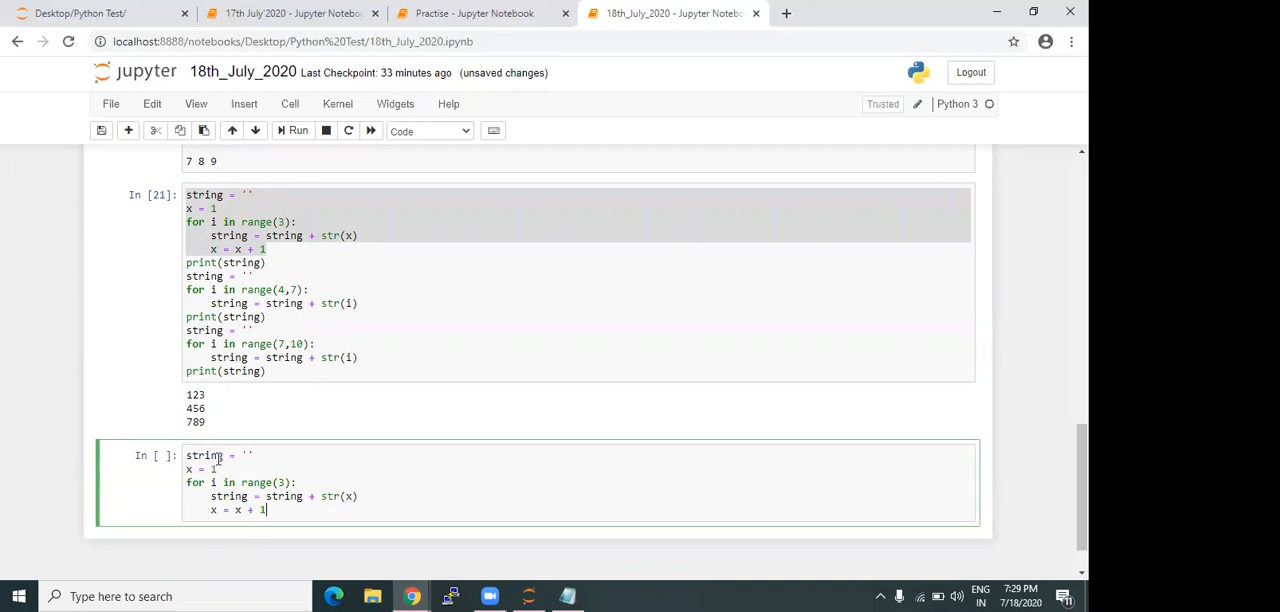 Desktop/Python Test/
17th July'2020 - Jupyter Notebo
Practise - Jupyter Notebook
18th_July_2020 - Jupyter Notebo
localhost:8888/notebooks/Desktop/Python%20Test/18th_July_2020.ipynb
jupyter 18th_July_2020 Last Checkpoint: 33 minutes ago (unsaved changes)
Logout
File Edit View Insert Cell Kernel Widgets Help
Trusted
Python 3
Run
Code
7 8 9
In [21]:
string = ''
x = 1
for i in range(3):
    string = string + str(x)
    x = x + 1
print(string)
string = ''
for i in range(4,7):
    string = string + str(i)
print(string)
string = ''
for i in range(7,10):
    string = string + str(i)
print(string)
123
456
789
In [ ]:
string = ''
x = 1
for i in range(3):
    string = string + str(x)
    x = x + 1
Type here to search
ENG
IN
7:29 PM
7/18/2020
11